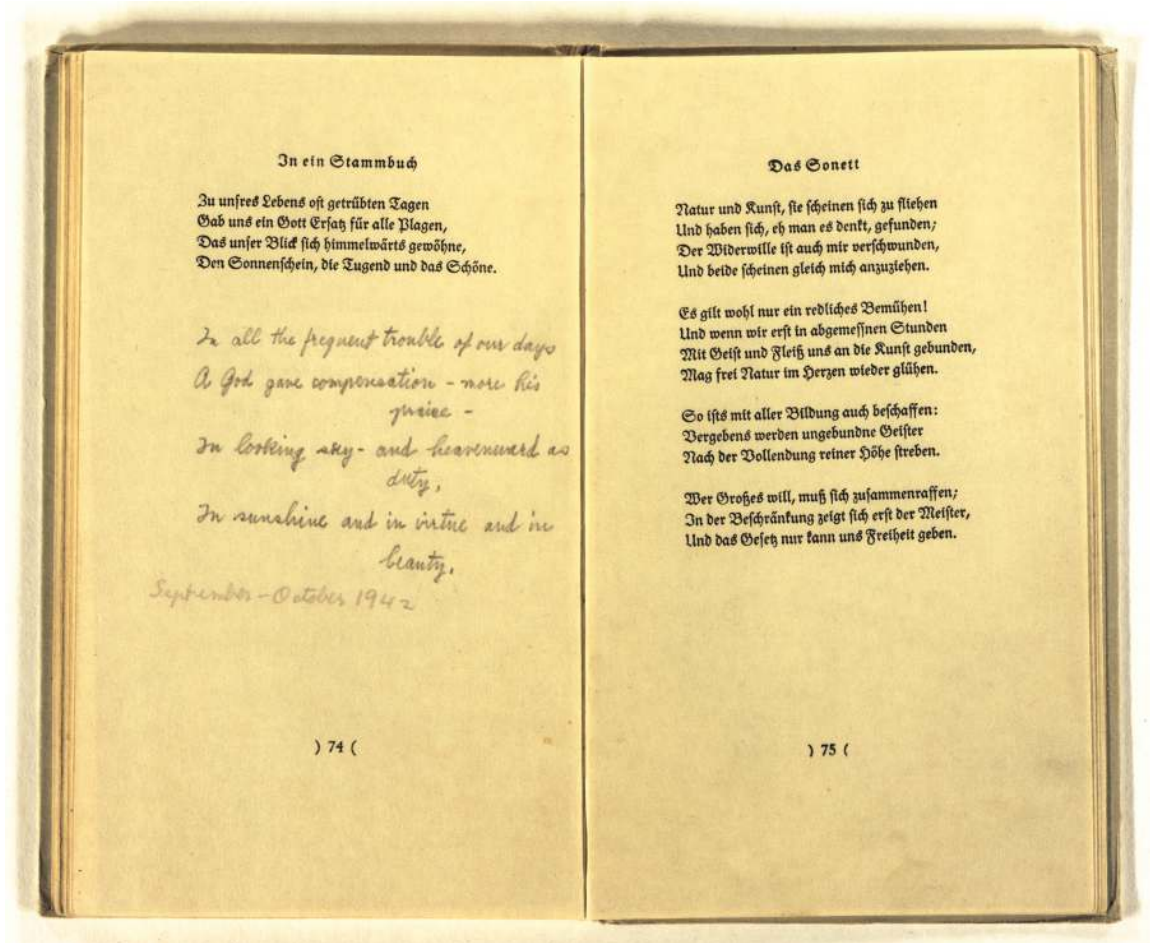 In ein Stammbuch
Zu unsres Lebens oft getrübten Tagen
Gab uns ein Gott Ersatz für alle Plagen,
Das unser Blick sich himmelwärts gewöhne,
Den Sonnenschein, die Tugend und das Schöne.
In all the frequent trouble of our days
A God gave compensation – more his
praise –
In looking sky- and heavenward as
duty,
In sunshine and in virtue and in
beauty.
September – October 1942
) 74 (
Das Sonett
Natur und Kunst, sie scheinen sich zu fliehen
Und haben sich, eh man es denkt, gefunden;
Der Widerwille ist auch mir verschwunden,
Und beide scheinen gleich mich anzuziehen.
Es gilt wohl nur ein redliches Bemühen!
Und wenn wir erst in abgemeßnen Stunden
Mit Geist und Fleiß uns an die Kunst gebunden,
Mag frei Natur im Herzen wieder glühen.
So ists mit aller Bildung auch beschaffen:
Vergebens werden ungebundne Geister
Nach der Vollendung reiner Höhe streben.
Wer Großes will, muß sich zusammenraffen;
In der Beschränkung zeigt sich erst der Meister,
Und das Gesetz nur kann uns Freiheit geben.
) 75 (